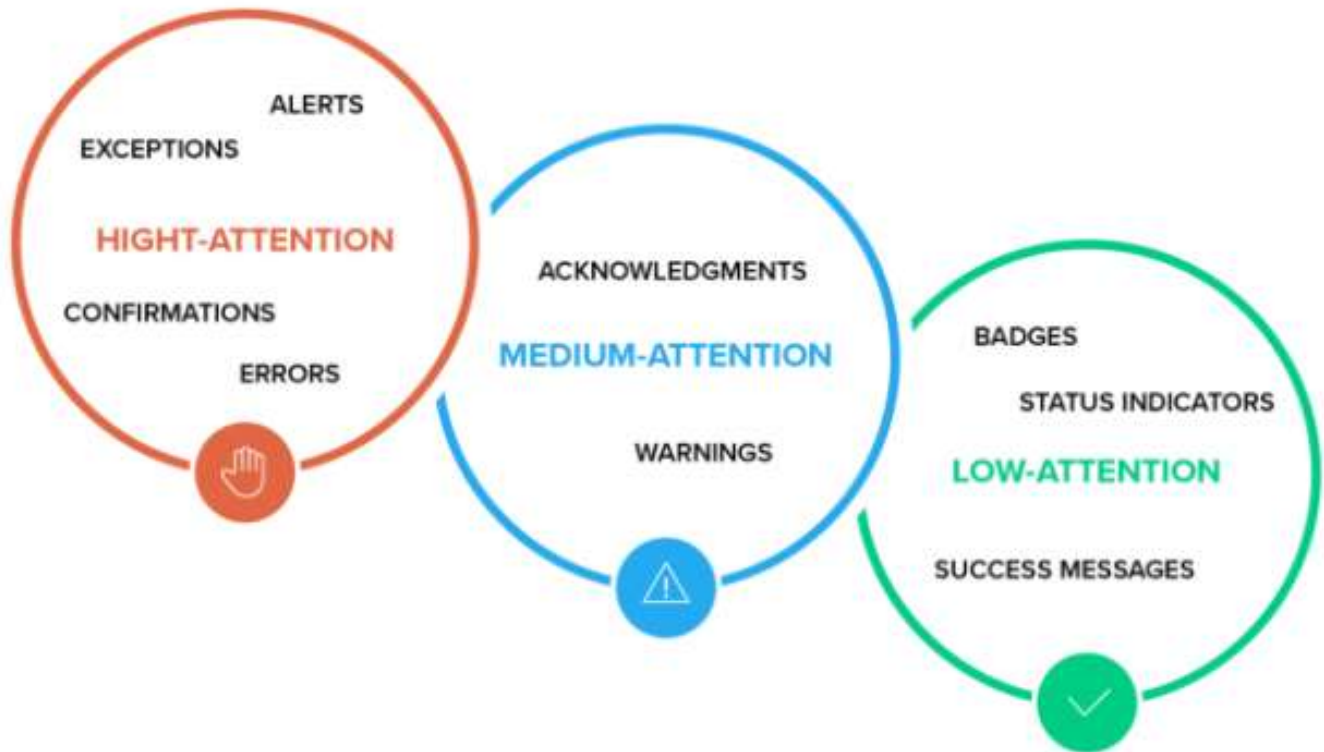 ALERTS
EXCEPTIONS
HIGHT-ATTENTION
CONFIRMATIONS
ERRORS
ACKNOWLEDGMENTS
MEDIUM-ATTENTION
WARNINGS
BADGES
STATUS INDICATORS
LOW-ATTENTION
SUCCESS MESSAGES